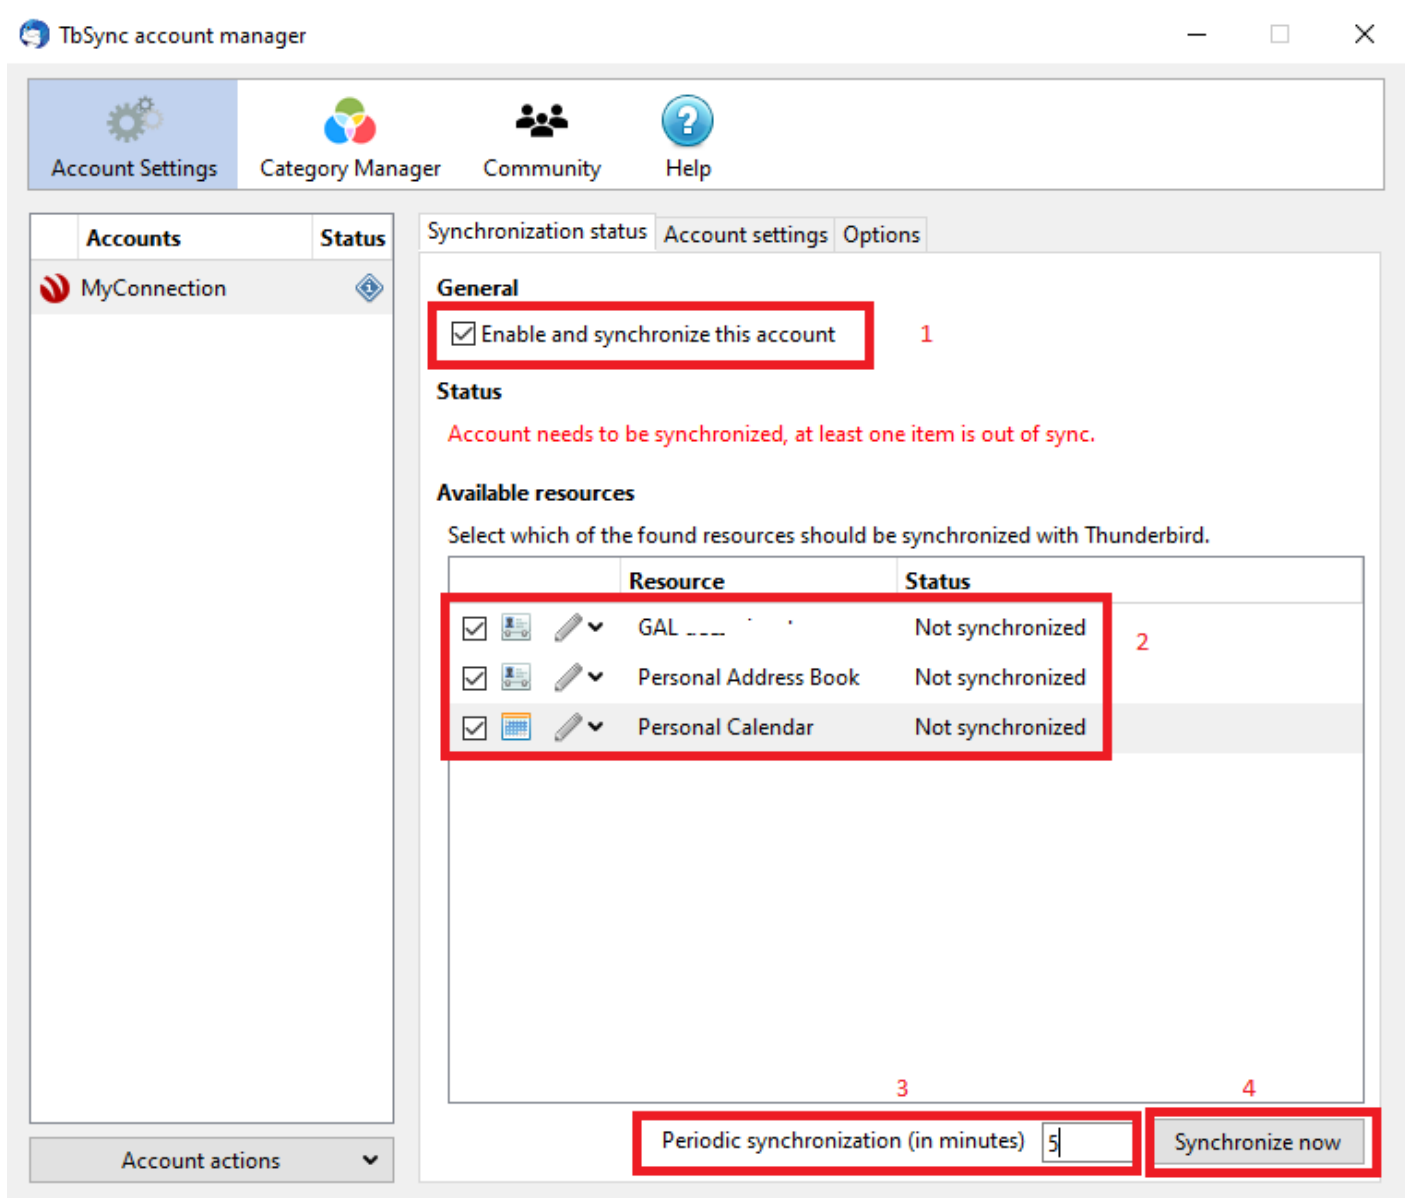 TbSync account manager
Account Settings
Category Manager
Community
Help
Accounts Status
MyConnection
Synchronization status Account settings Options
General
Enable and synchronize this account 1
Status
Account needs to be synchronized, at least one item is out of sync.
Available resources
Select which of the found resources should be synchronized with Thunderbird.
Resource Status
GAL Not synchronized
2
Personal Address Book Not synchronized
Personal Calendar Not synchronized
3 4
Periodic synchronization (in minutes) 5 Synchronize now
Account actions